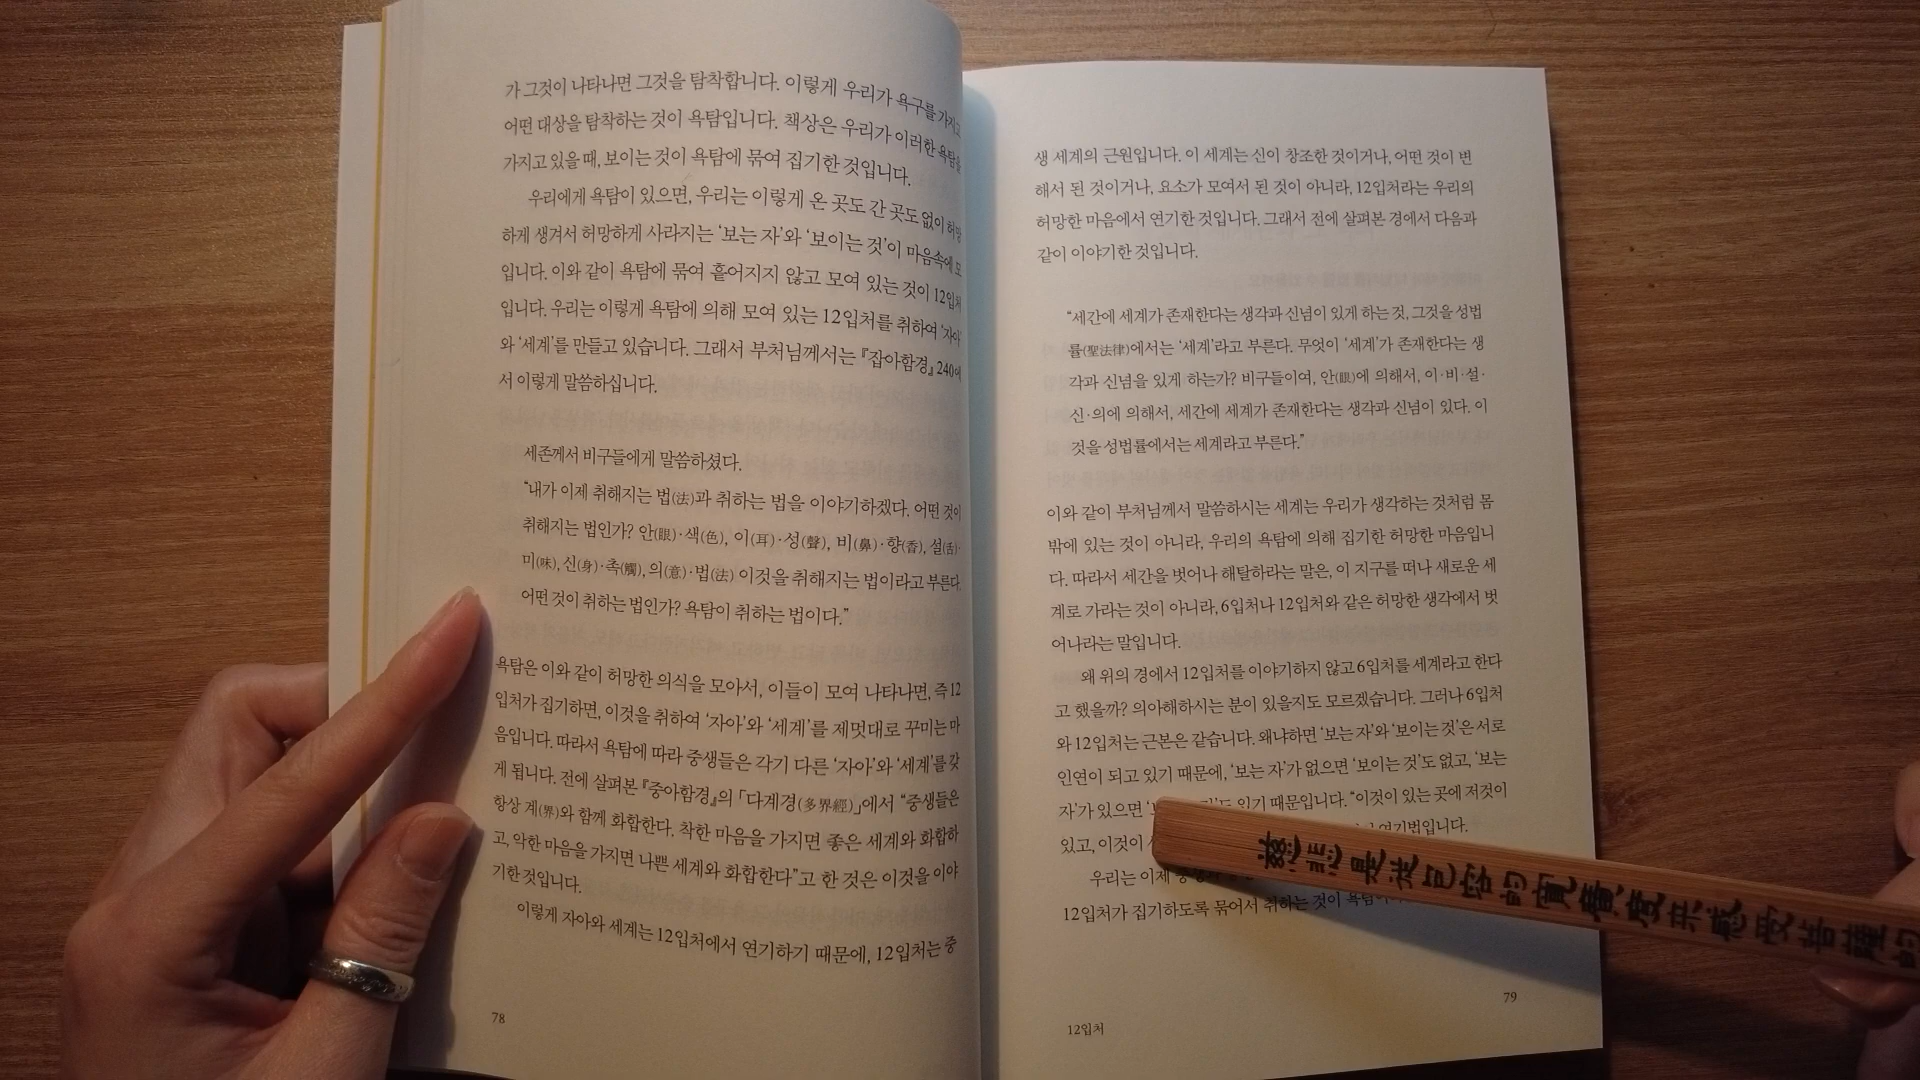 가 그것이 나타나면 그것을 탐착합니다. 이렇게 우리가 욕구를 가지고
어떤 대상을 탐착하는 것이 욕탐입니다. 책상은 우리가 이러한 욕탐을
가지고 있을 때, 보이는 것이 욕탐에 묶여 집기한 것입니다.
우리에게 욕탐이 있으면, 우리는 이렇게 온 곳도 간 곳도 없이 허망
하게 생겨서 허망하게 사라지는 ‘보는 자’와 ‘보이는 것’이 마음속에 모
입니다. 이와 같이 욕탐에 묶여 흩어지지 않고 모여 있는 것이 12입처
입니다. 우리는 이렇게 욕탐에 의해 모여 있는 12입처를 취하여 ‘자아’
와 ‘세계’를 만들고 있습니다. 그래서 부처님께서는 『잡아함경』 240에
서 이렇게 말씀하십니다.
세존께서 비구들에게 말씀하셨다.
“내가 이제 취해지는 법(法)과 취하는 법을 이야기하겠다. 어떤 것이
취해지는 법인가? 안(眼)·색(色), 이(耳)·성(聲), 비(鼻)·향(香), 설(舌)·
미(味), 신(身)·촉(觸), 의(意)·법(法) 이것을 취해지는 법이라고 부른다.
어떤 것이 취하는 법인가? 욕탐이 취하는 법이다.”
욕탐은 이와 같이 허망한 의식을 모아서, 이들이 모여 나타나면, 즉 12
입처가 집기하면, 이것을 취하여 ‘자아’와 ‘세계’를 제멋대로 꾸미는 마
음입니다. 따라서 욕탐에 따라 중생들은 각기 다른 ‘자아’와 ‘세계’를 갖
게 됩니다. 전에 살펴본 『중아함경』의 「다계경(多界經)」에서 “중생들은
항상 계(界)와 함께 화합한다. 착한 마음을 가지면 좋은 세계와 화합하
고, 악한 마음을 가지면 나쁜 세계와 화합한다”고 한 것은 이것을 이야
기한 것입니다.
이렇게 자아와 세계는 12입처에서 연기하기 때문에, 12입처는 중
78
생 세계의 근원입니다. 이 세계는 신이 창조한 것이거나, 어떤 것이 변
해서 된 것이거나, 요소가 모여서 된 것이 아니라, 12입처라는 우리의
허망한 마음에서 연기한 것입니다. 그래서 전에 살펴본 경에서 다음과
같이 이야기한 것입니다.
“세간에 세계가 존재한다는 생각과 신념이 있게 하는 것, 그것을 성법
률(聖法律)에서는 ‘세계’라고 부른다. 무엇이 ‘세계’가 존재한다는 생
각과 신념을 있게 하는가? 비구들이여, 안(眼)에 의해서, 이·비·설·
신·의에 의해서, 세간에 세계가 존재한다는 생각과 신념이 있다. 이
것을 성법률에서는 세계라고 부른다.”
이와 같이 부처님께서 말씀하시는 세계는 우리가 생각하는 것처럼 몸
밖에 있는 것이 아니라, 우리의 욕탐에 의해 집기한 허망한 마음입니
다. 따라서 세간을 벗어나 해탈하라는 말은, 이 지구를 떠나 새로운 세
계로 가라는 것이 아니라, 6입처나 12입처와 같은 허망한 생각에서 벗
어나라는 말입니다.
왜 위의 경에서 12입처를 이야기하지 않고 6입처를 세계라고 한다
고 했을까? 의아해하시는 분이 있을지도 모르겠습니다. 그러나 6입처
와 12입처는 근본은 같습니다. 왜냐하면 ‘보는 자’와 ‘보이는 것’은 서로
인연이 되고 있기 때문에, ‘보는 자’가 없으면 ‘보이는 것’도 없고, ‘보는
자’가 있으면 있기 때문입니다. “이것이 있는 곳에 저것이
있고, 이것이 연기법입니다.
우리는 이제
12입처가 집기하도록 묶어서 취하는 것이
慈悲是
79
12입처